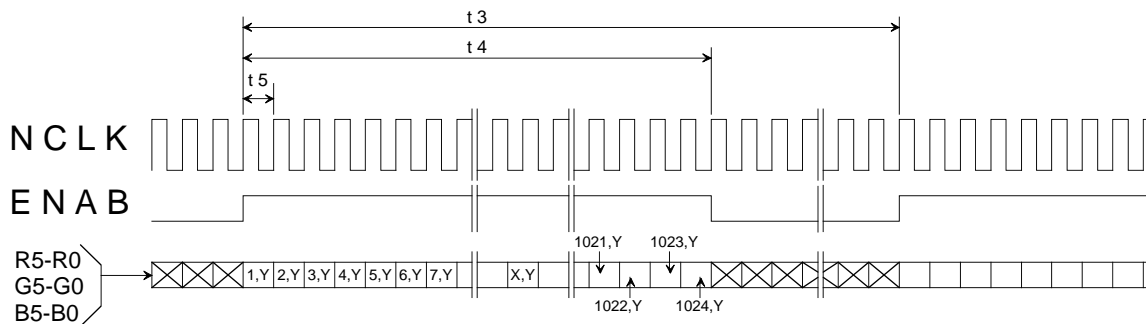 t 3
t 4
t 5
N C L K
E N A B
1021,Y 1023,Y
R5-R0
G5-G0
B5-B0
1,Y 2,Y 3,Y 4,Y 5,Y 6,Y 7,Y X,Y
1022,Y 1024,Y